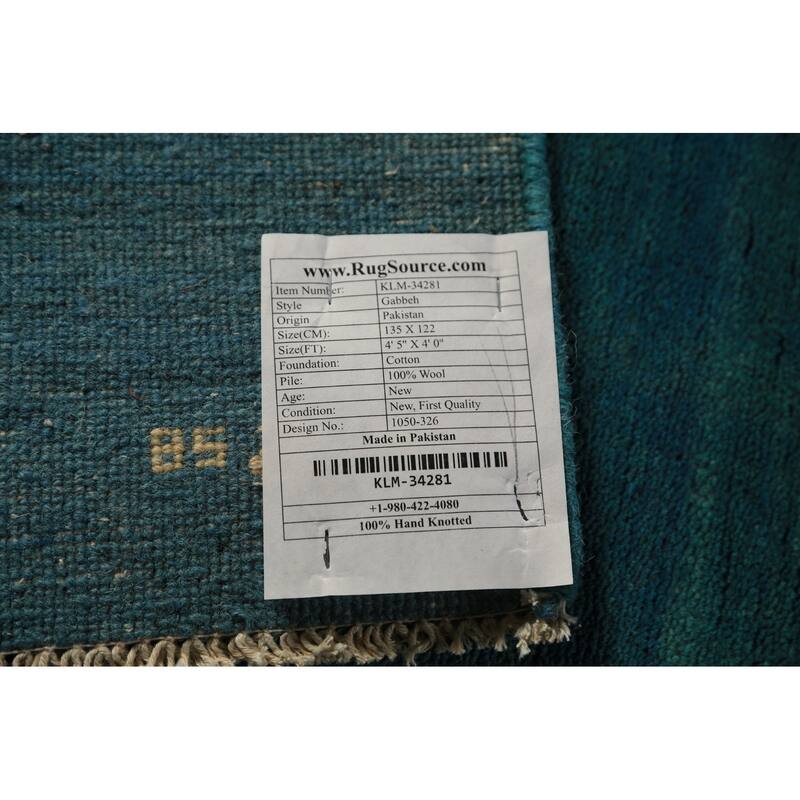 www.RugSource.com
Item Number: KLM-34281
Style Gabbeh
Origin Pakistan
Size(CM): 135 X 122
Size(FT): 4' 5" X 4' 0"
Foundation: Cotton
Pile: 100% Wool
Age: New
Condition: New, First Quality
Design No.: 1050-326
Made in Pakistan
KLM-34281
+1-980-422-4080
100% Hand Knotted
85